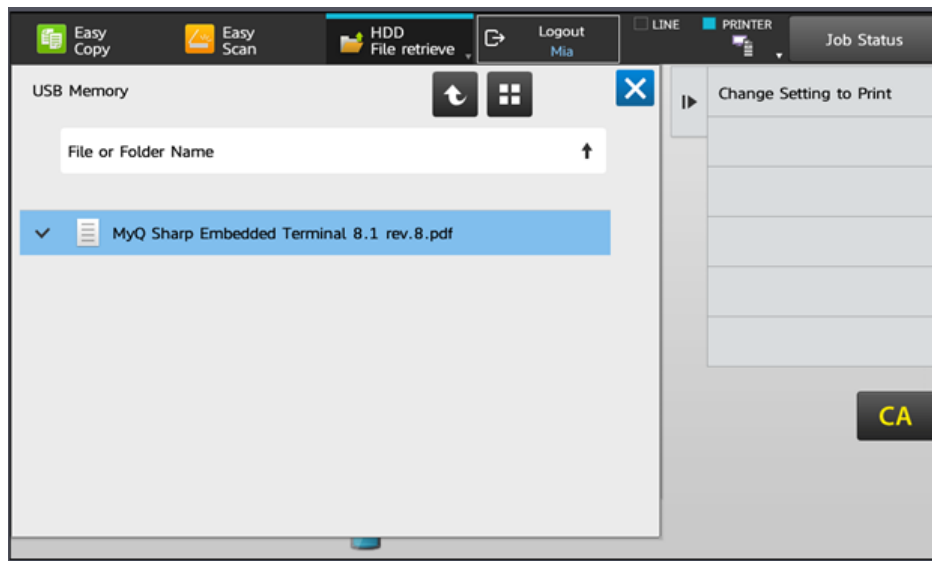 Easy
Copy
Easy
Scan
HDD
File retrieve
Logout
Mia
LINE
PRINTER
Job Status
USB Memory
Change Setting to Print
File or Folder Name
MyQ Sharp Embedded Terminal 8.1 rev.8.pdf
CA